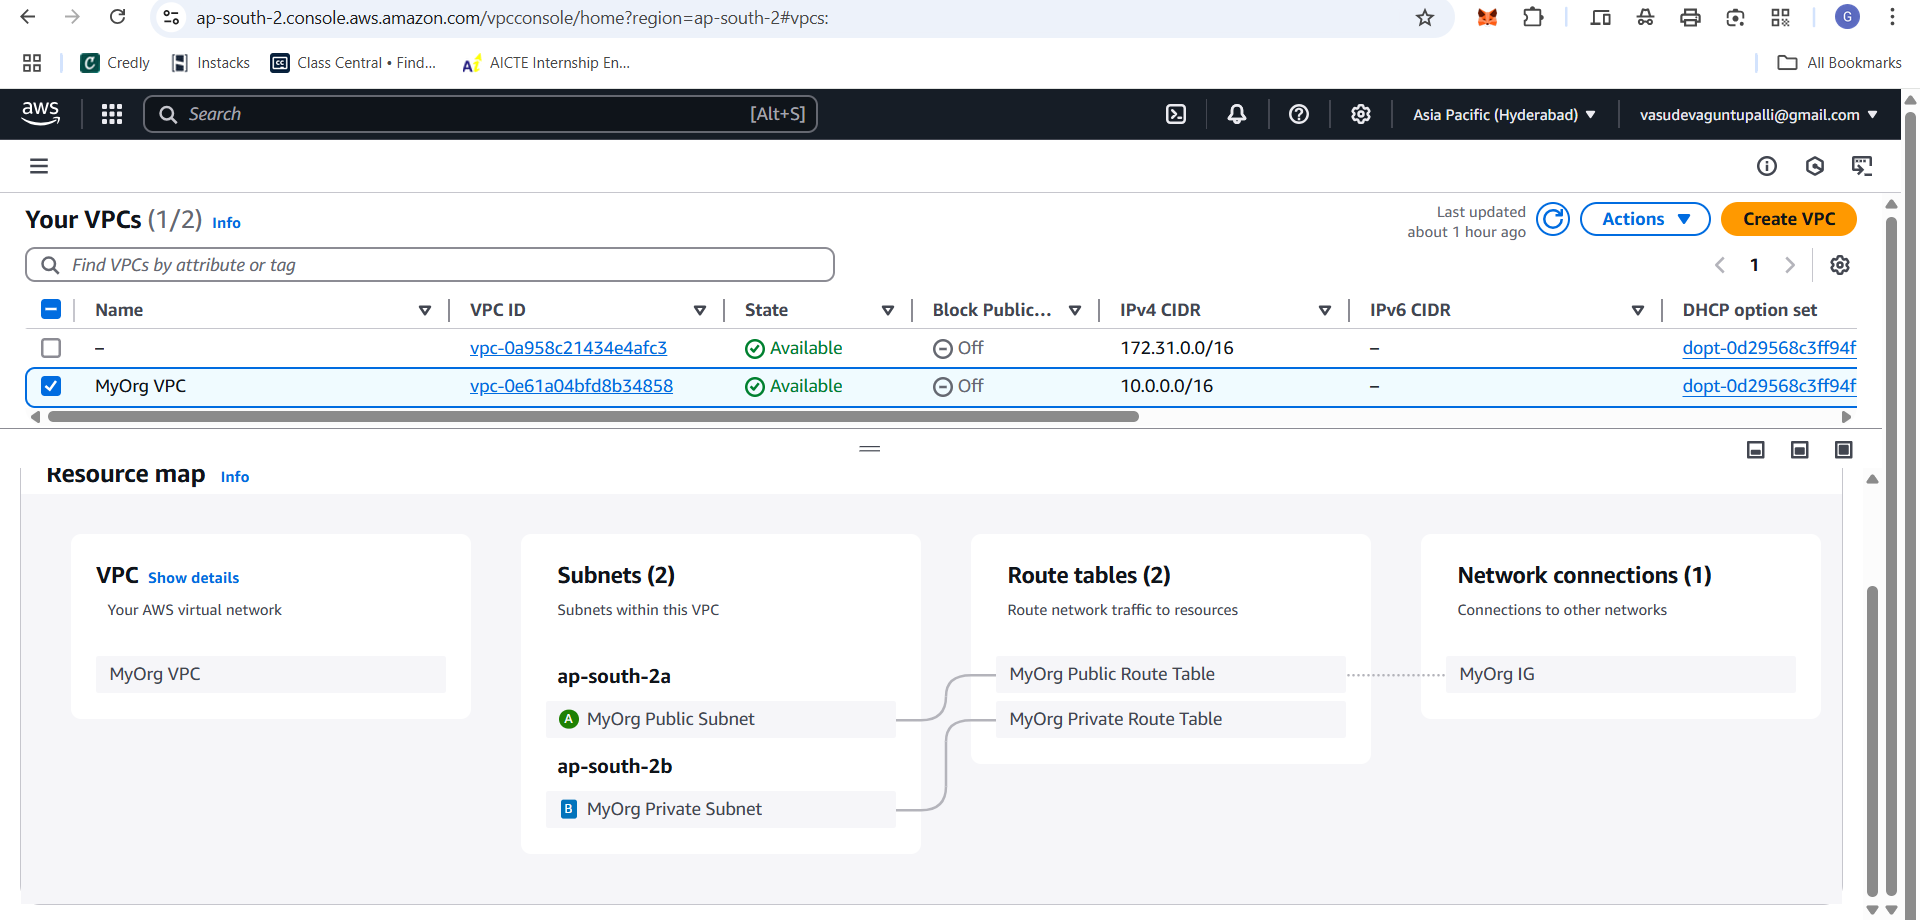 ap-south-2.console.aws.amazon.com/vpcconsole/home?region=ap-south-2#vpcs:
G
Credly
Instacks
Class Central • Find...
AICTE Internship En...
All Bookmarks
aws
Search
[Alt+S]
Asia Pacific (Hyderabad)
vasudevaguntupalli@gmail.com
Your VPCs (1/2) Info
Last updated
about 1 hour ago
Actions
Create VPC
Find VPCs by attribute or tag
1
Name VPC ID State Block Public... IPv4 CIDR IPv6 CIDR DHCP option set
– vpc-0a958c21434e4afc3 Available Off 172.31.0.0/16 – dopt-0d29568c3ff94f
MyOrg VPC vpc-0e61a04bfd8b34858 Available Off 10.0.0.0/16 – dopt-0d29568c3ff94f
Resource map Info
VPC Show details
Your AWS virtual network
MyOrg VPC
Subnets (2)
Subnets within this VPC
ap-south-2a
A MyOrg Public Subnet
ap-south-2b
B MyOrg Private Subnet
Route tables (2)
Route network traffic to resources
MyOrg Public Route Table
MyOrg Private Route Table
Network connections (1)
Connections to other networks
MyOrg IG